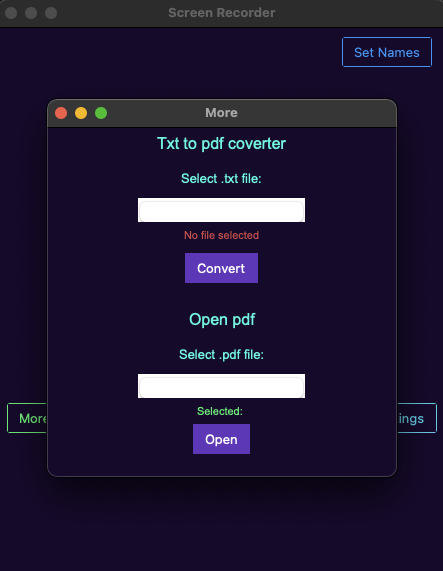 Screen Recorder
Set Names
More
Txt to pdf coverter
Select .txt file:
No file selected
Convert
Open pdf
Select .pdf file:
Selected:
Open
More
ings